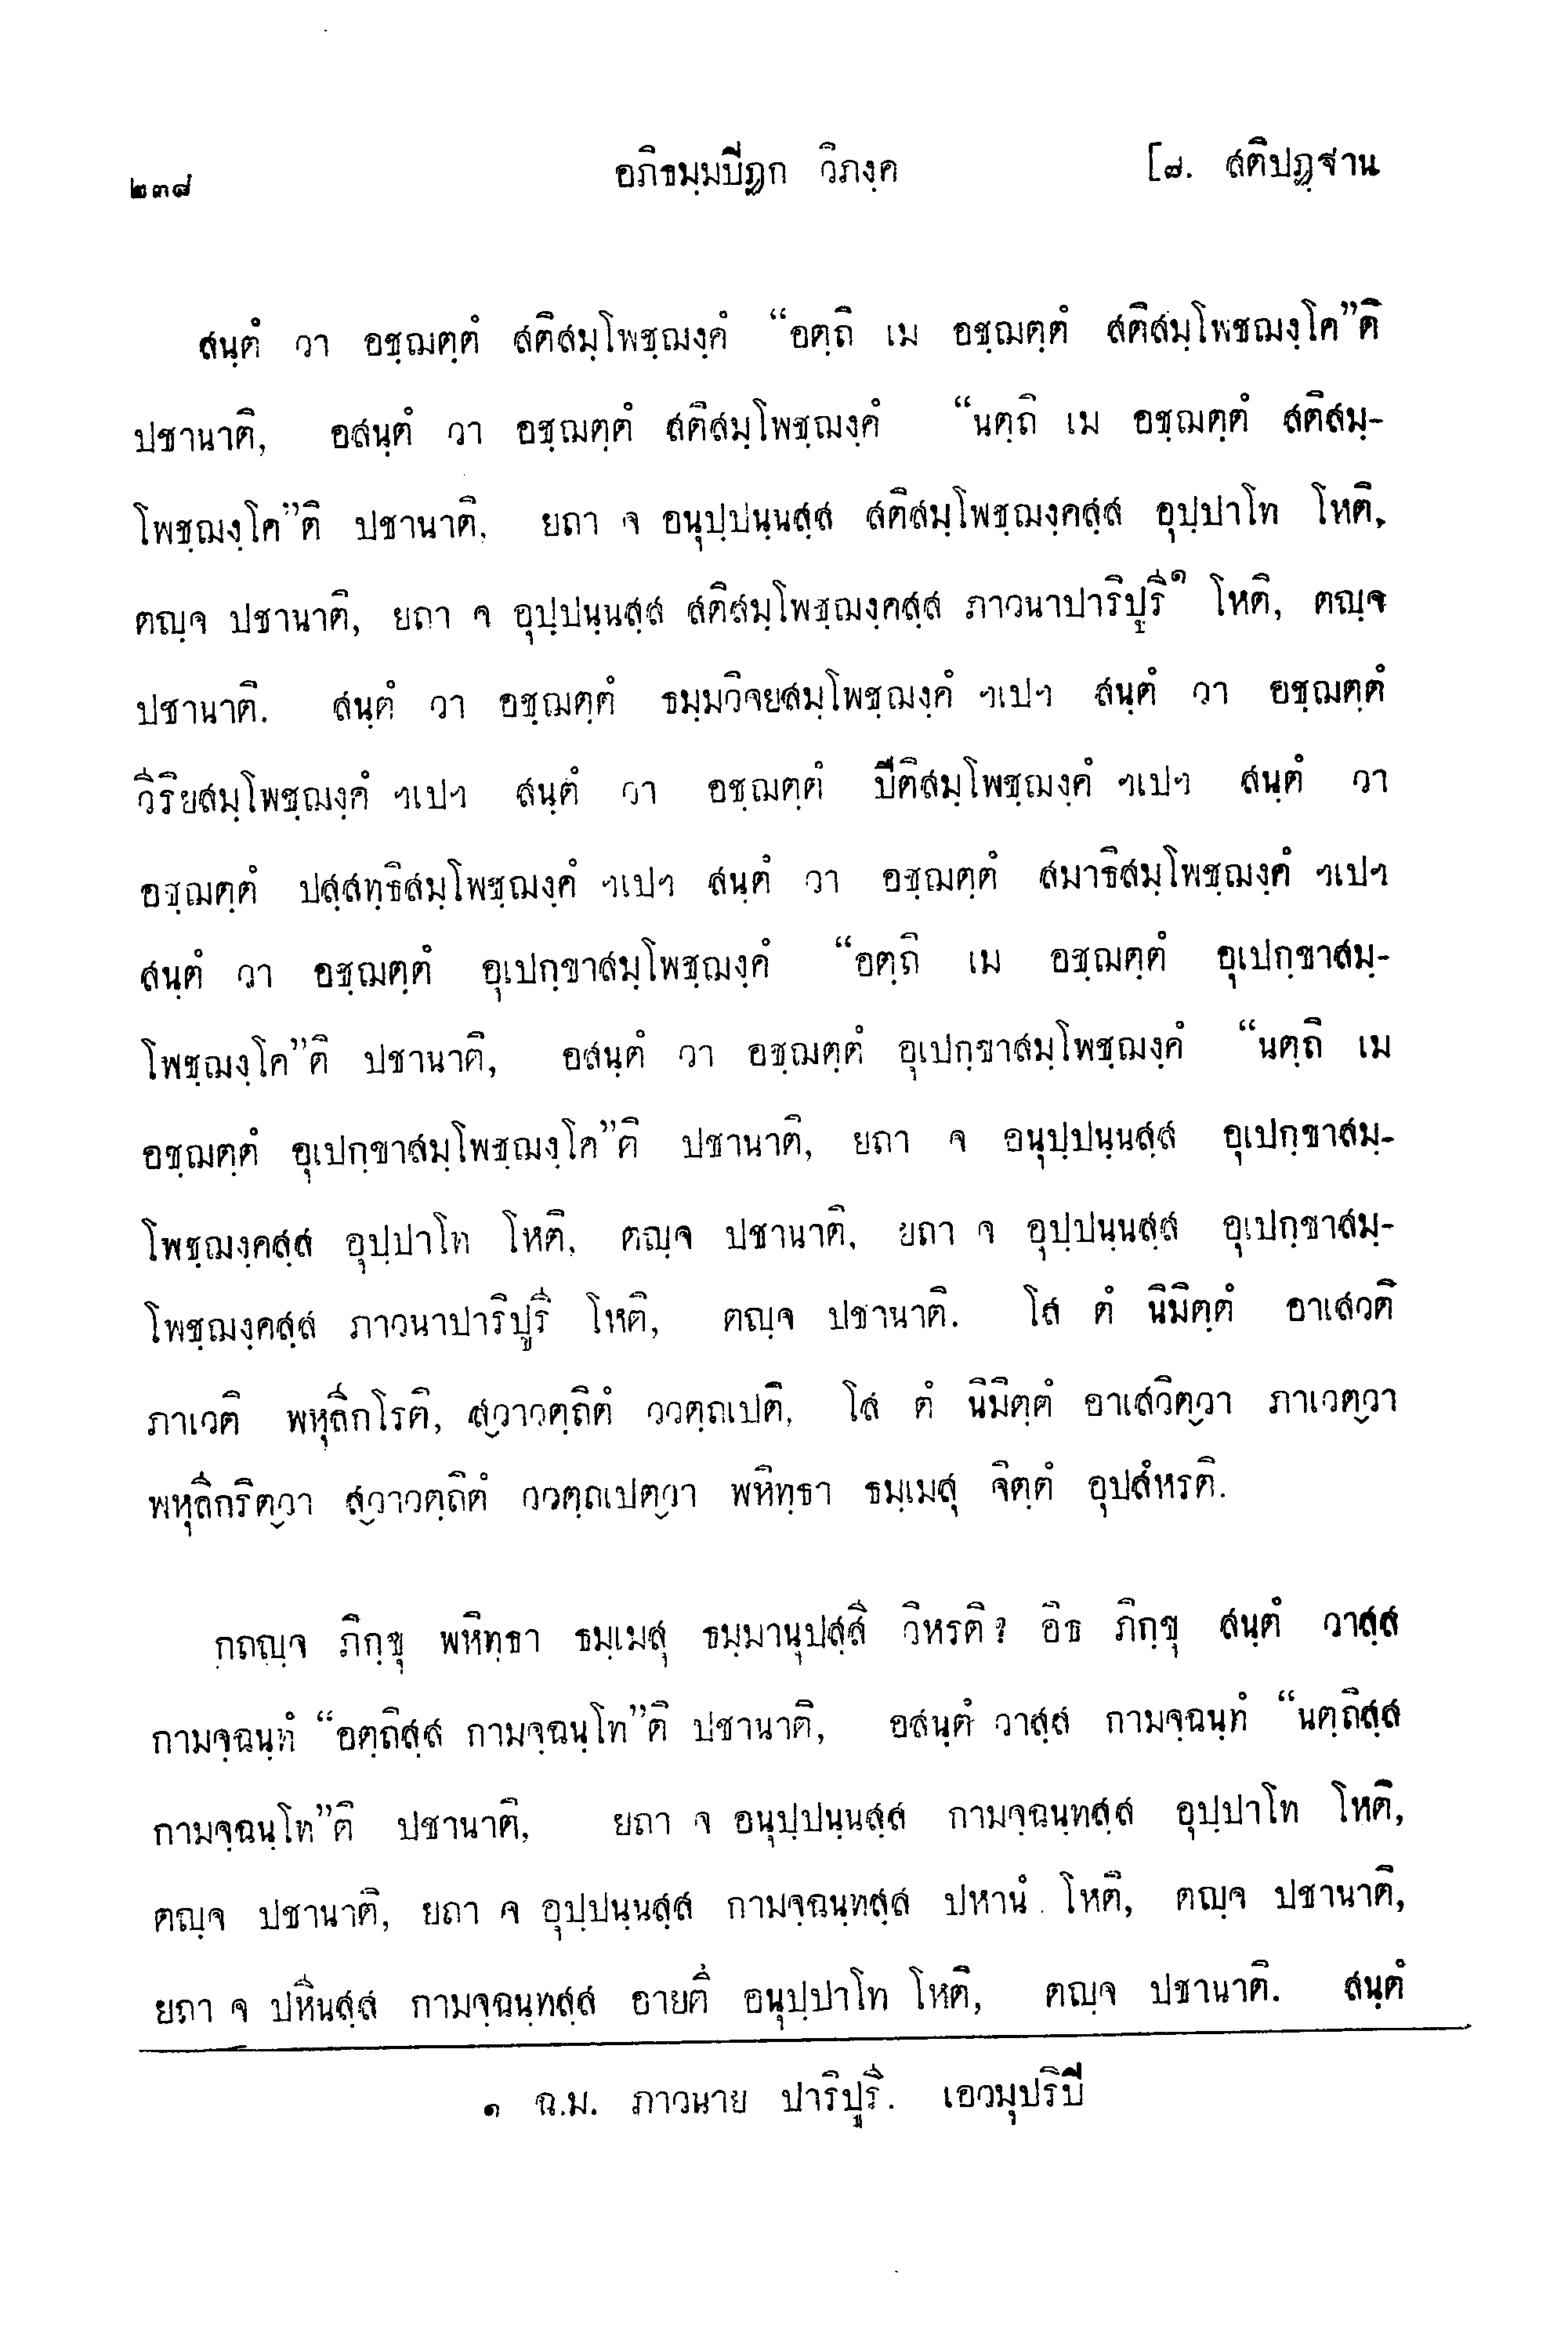 ๒๓๘ อภิธมฺมปีฏก วิภงฺค [๘. สติปฏฺฐาน
สนฺตํ วา อชฺฌตฺตํ สติสมฺโพชฺฌงฺคํ “อตฺถิ เม อชฺฌตฺตํ สติสมฺโพชฌงฺโค”ติ
ปชานาติ, อสนฺตํ วา อชฺฌตฺตํ สติสมฺโพชฺฌงฺคํ “นตฺถิ เม อชฺฌตฺตํ สติสมฺ-
โพชฺฌงฺโค”ติ ปชานาติ, ยถา จ อนุปฺปนฺนสฺส สติสมฺโพชฺฌงฺคสฺส อุปฺปาโท โหติ,
ตญฺจ ปชานาติ, ยถา จ อุปฺปนฺนสฺส สติสมฺโพชฺฌงฺคสฺส ภาวนาปาริปูรี๑ โหติ, ตญฺจ
ปชานาติ. สนฺตํ วา อชฺฌตฺตํ ธมฺมวิจยสมฺโพชฺฌงฺคํ ฯเปฯ สนฺตํ วา อชฺฌตฺตํ
วิริยสมฺโพชฺฌงฺคํ ฯเปฯ สนฺตํ วา อชฺฌตฺตํ ปีติสมฺโพชฺฌงฺคํ ฯเปฯ สนฺตํ วา
อชฺฌตฺตํ ปสฺสทฺธิสมฺโพชฺฌงฺคํ ฯเปฯ สนฺตํ วา อชฺฌตฺตํ สมาธิสมฺโพชฺฌงฺคํ ฯเปฯ
สนฺตํ วา อชฺฌตฺตํ อุเปกฺขาสมฺโพชฺฌงฺคํ “อตฺถิ เม อชฺฌตฺตํ อุเปกฺขาสมฺ-
โพชฺฌงฺโค”ติ ปชานาติ, อสนฺตํ วา อชฺฌตฺตํ อุเปกฺขาสมฺโพชฺฌงฺคํ “นตฺถิ เม
อชฺฌตฺตํ อุเปกฺขาสมฺโพชฺฌงฺโค”ติ ปชานาติ, ยถา จ อนุปฺปนฺนสฺส อุเปกฺขาสมฺ-
โพชฺฌงฺคสฺส อุปฺปาโท โหติ, ตญฺจ ปชานาติ, ยถา จ อุปฺปนฺนสฺส อุเปกฺขาสมฺ-
โพชฺฌงฺคสฺส ภาวนาปาริปูรี โหติ, ตญฺจ ปชานาติ. โส ตํ นิมิตฺตํ อาเสวติ
ภาเวติ พหุลีกโรติ, สฺวาวตฺถิตํ ววตฺถเปติ, โส ตํ นิมิตฺตํ อาเสวิตฺวา ภาเวตฺวา
พหุลีกริตฺวา สฺวาวตฺถิตํ ววตฺถเปตฺวา พหิทฺธา ธมฺเมสุ จิตฺตํ อุปสํหรติ.
กถญฺจ ภิกฺขุ พหิทฺธา ธมฺเมสุ ธมฺมานุปสฺสี วิหรติ? อิธ ภิกฺขุ สนฺตํ วาสฺส
กามจฺฉนฺทํ “อตฺถิสฺส กามจฺฉนฺโท”ติ ปชานาติ, อสนฺตํ วาสฺส กามจฺฉนฺทํ “นตฺถิสฺส
กามจฺฉนฺโท”ติ ปชานาติ, ยถา จ อนุปฺปนฺนสฺส กามจฺฉนฺทสฺส อุปฺปาโท โหติ,
ตญฺจ ปชานาติ, ยถา จ อุปฺปนฺนสฺส กามจฺฉนฺทสฺส ปหานํ โหติ, ตญฺจ ปชานาติ,
ยถา จ ปหีนสฺส กามจฺฉนฺทสฺส อายตึ อนุปฺปาโท โหติ, ตญฺจ ปชานาติ. สนฺตํ
๑ ฉ.ม. ภาวนาย ปาริปูรี. เอวมุปริปี